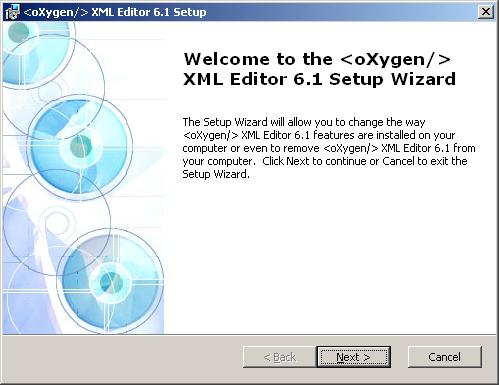 <oXygen/> XML Editor 6.1 Setup
Welcome to the <oXygen/>
XML Editor 6.1 Setup Wizard
The Setup Wizard will allow you to change the way
<oXygen/> XML Editor 6.1 features are installed on your
computer or even to remove <oXygen/> XML Editor 6.1 from
your computer. Click Next to continue or Cancel to exit the
Setup Wizard.
< Back Next > Cancel